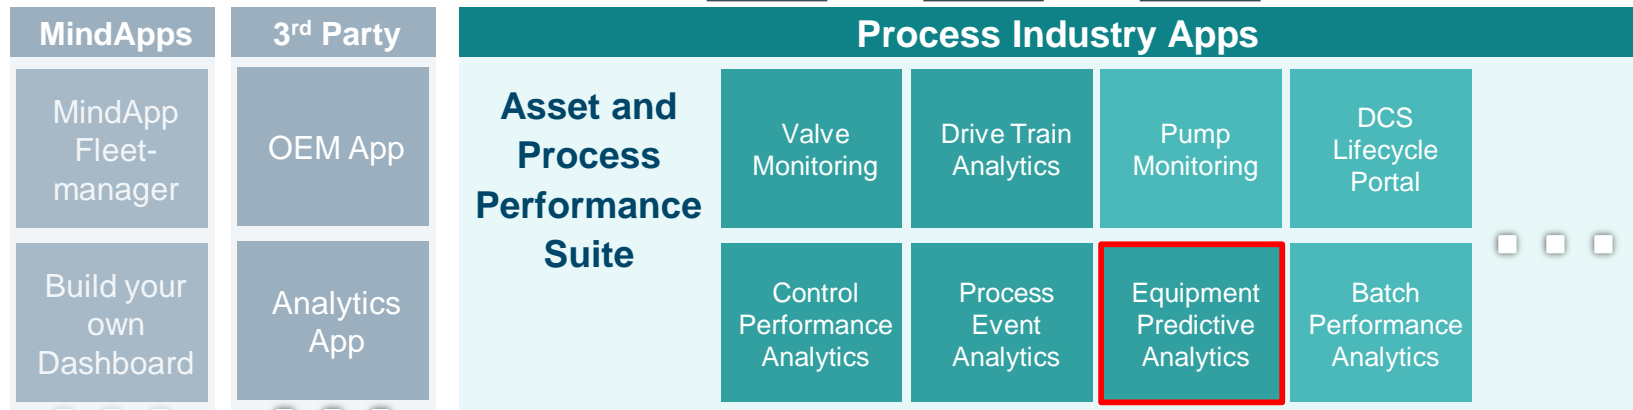 MindApps
3rd Party
Process Industry Apps
MindApp
Fleet-
manager
Build your
own
Dashboard
OEM App
Analytics
App
Asset and
Process
Performance
Suite
Valve
Monitoring
Drive Train
Analytics
Pump
Monitoring
DCS
Lifecycle
Portal
Control
Performance
Analytics
Process
Event
Analytics
Equipment
Predictive
Analytics
Batch
Performance
Analytics